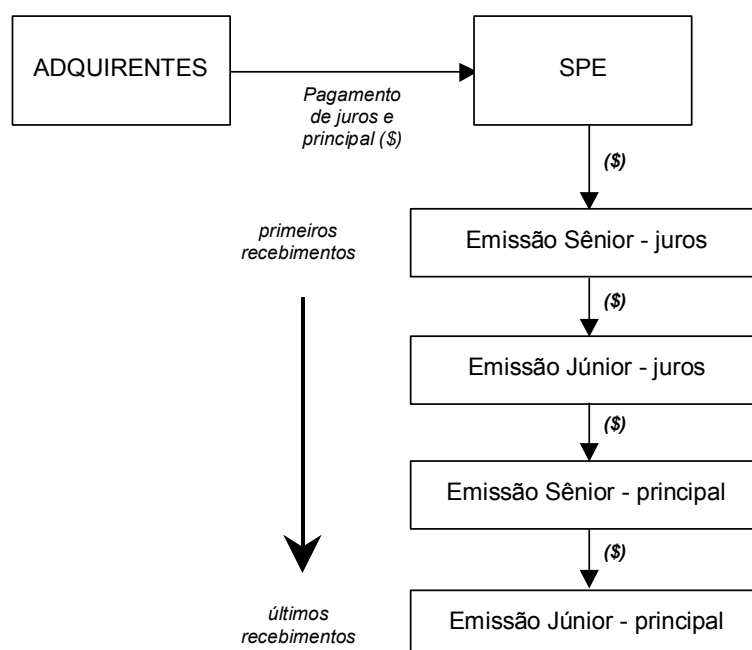 ADQUIRENTES
SPE
Pagamento
de juros e
principal ($)
($)
primeiros
recebimentos
Emissão Sênior - juros
($)
Emissão Júnior - juros
($)
Emissão Sênior - principal
($)
últimos
recebimentos
Emissão Júnior - principal